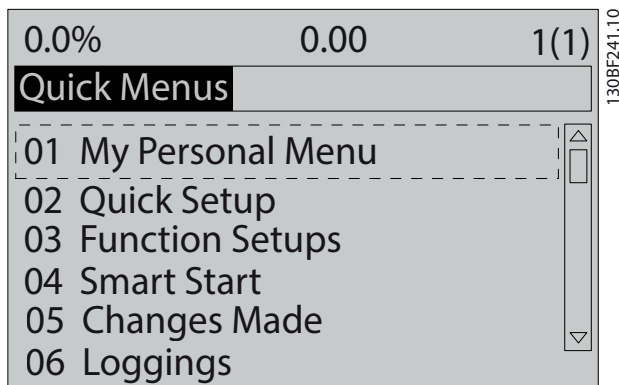 0.0% 0.00 1(1)
Quick Menus
01 My Personal Menu
02 Quick Setup
03 Function Setups
04 Smart Start
05 Changes Made
06 Loggings
130BF241.10